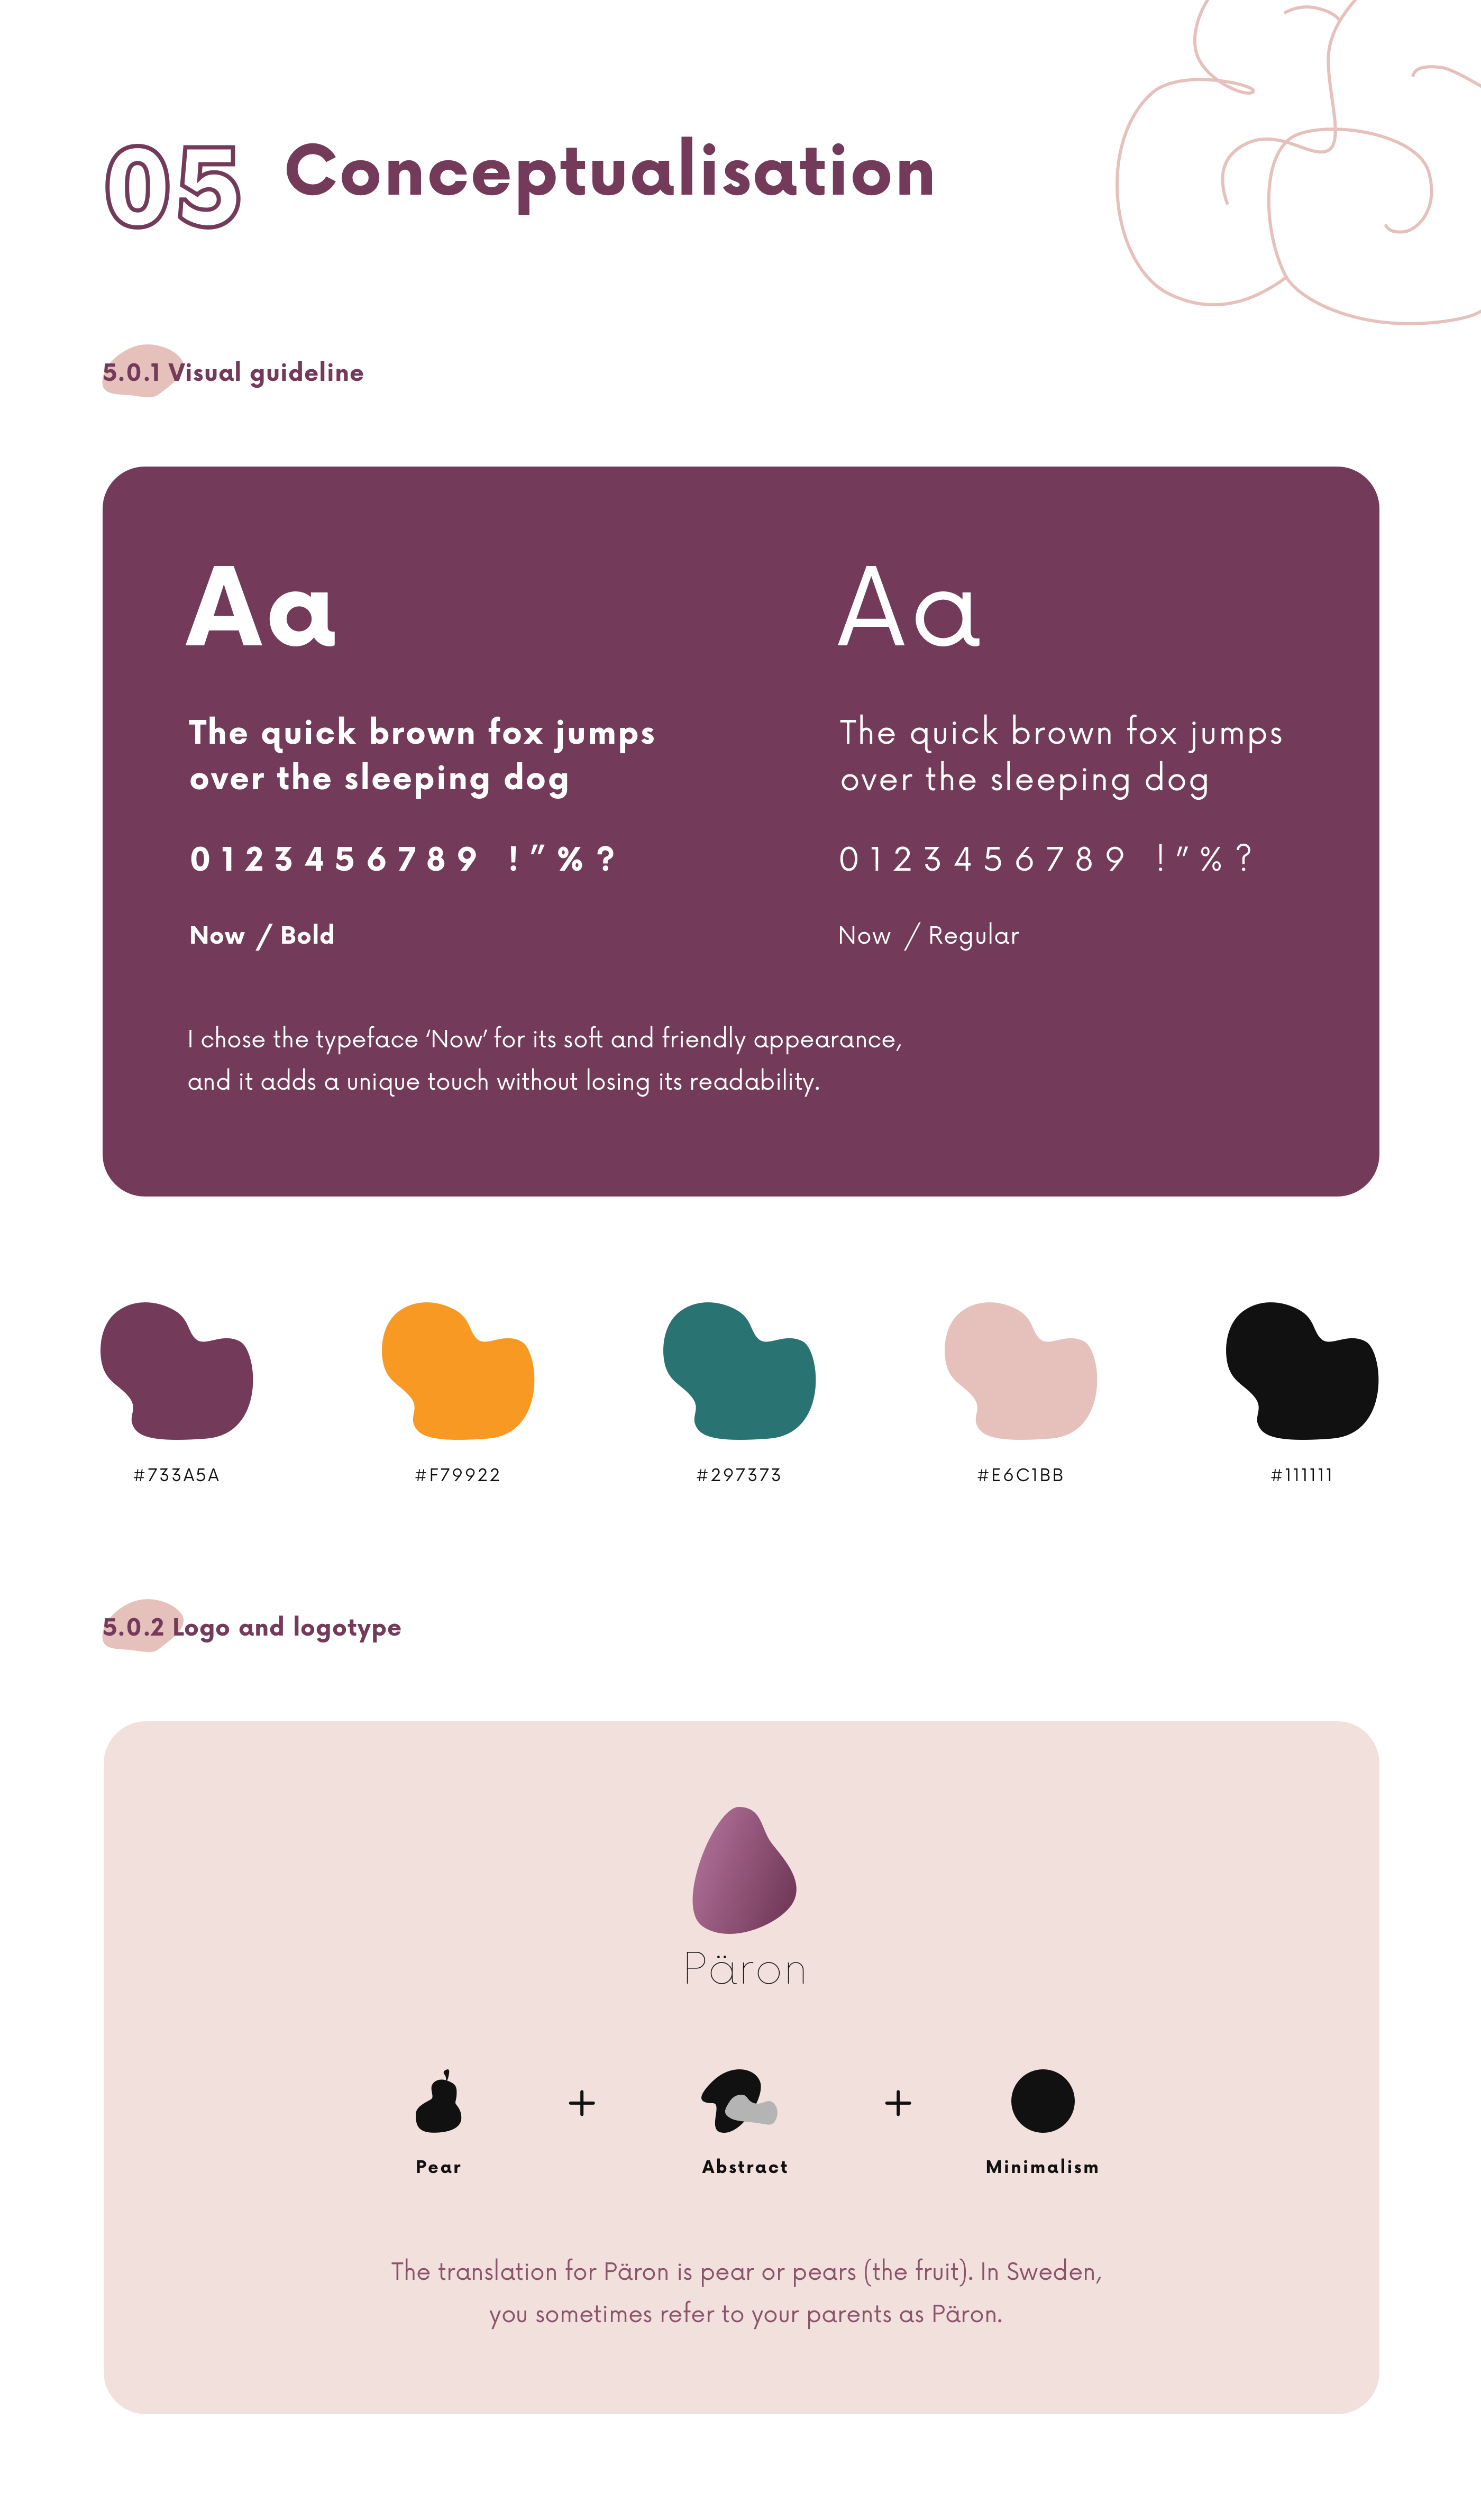 05 Conceptualisation
5.0.1 Visual guideline
Aa
Aa
The quick brown fox jumps
over the sleeping dog
The quick brown fox jumps
over the sleeping dog
0 1 2 3 4 5 6 7 8 9 ! ” % ?
0 1 2 3 4 5 6 7 8 9 ! ” % ?
Now / Bold
Now / Regular
I chose the typeface ‘Now’ for its soft and friendly appearance,
and it adds a unique touch without losing its readability.
#733A5A
#F79922
#297373
#E6C1BB
#111111
5.0.2 Logo and logotype
Päron
+
+
Pear
Abstract
Minimalism
The translation for Päron is pear or pears (the fruit). In Sweden,
you sometimes refer to your parents as Päron.